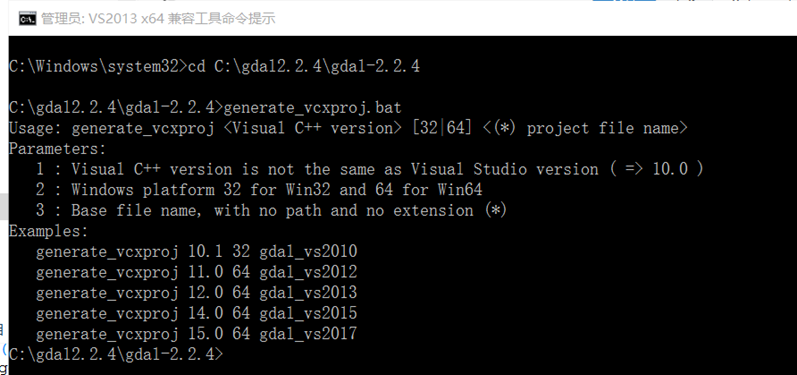 管理员: VS2013 x64 兼容工具命令提示
C:\Windows\system32>cd C:\gdal2.2.4\gdal-2.2.4
C:\gdal2.2.4\gdal-2.2.4>generate_vcxproj.bat
Usage: generate_vcxproj <Visual C++ version> [32|64] <(*) project file name>
Parameters:
1 : Visual C++ version is not the same as Visual Studio version ( => 10.0 )
2 : Windows platform 32 for Win32 and 64 for Win64
3 : Base file name, with no path and no extension (*)
Examples:
generate_vcxproj 10.1 32 gdal_vs2010
generate_vcxproj 11.0 64 gdal_vs2012
generate_vcxproj 12.0 64 gdal_vs2013
generate_vcxproj 14.0 64 gdal_vs2015
generate_vcxproj 15.0 64 gdal_vs2017
C:\gdal2.2.4\gdal-2.2.4>